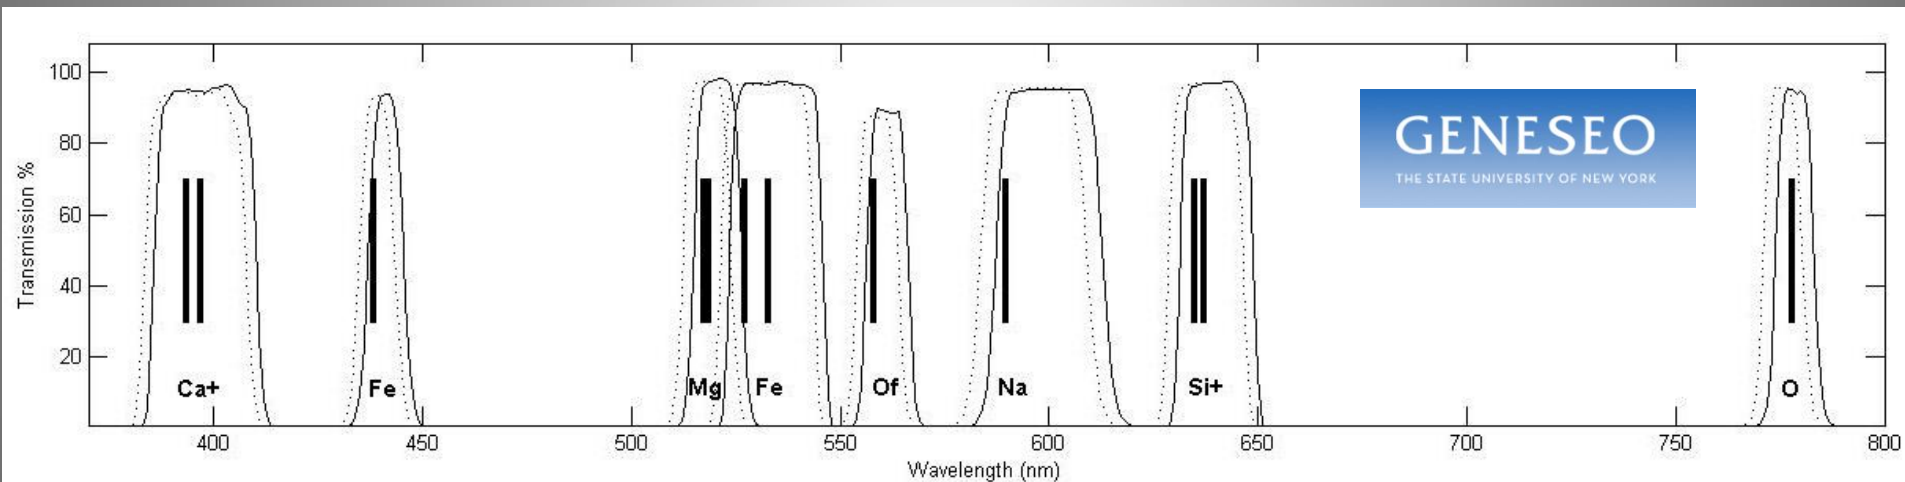 100
80
60
40
20
Transmission %
Ca+ Fe Mg Fe Of Na Si+ O
400 450 500 550 600 650 700 750 800
Wavelength (nm)
GENESEO
THE STATE UNIVERSITY OF NEW YORK